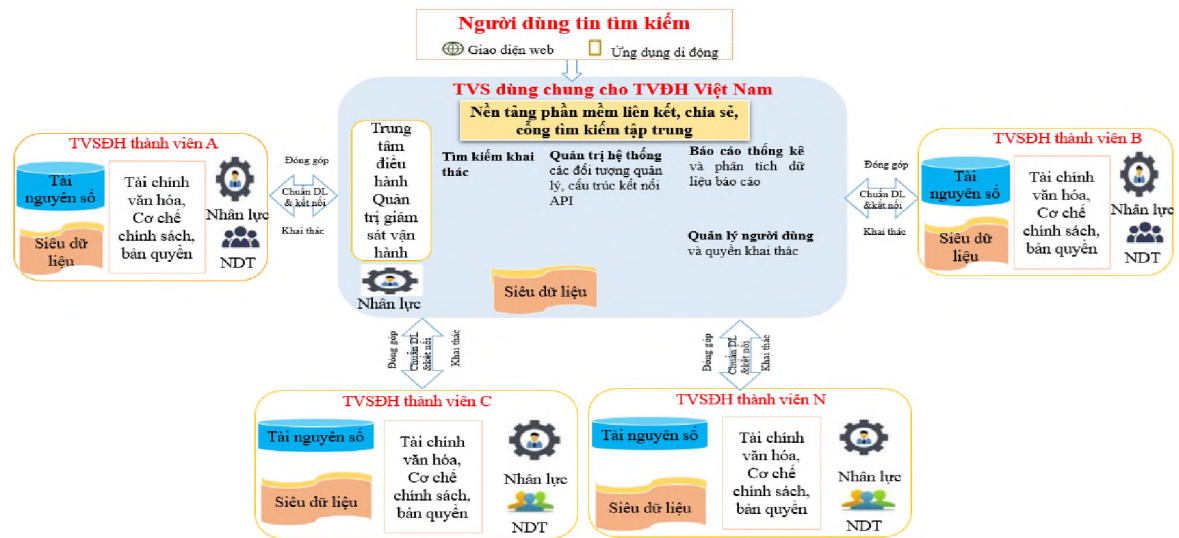 Người dùng tin tìm kiếm
Giao diện web
Ứng dụng di động
TVS dùng chung cho TVĐH Việt Nam
Nền tảng phần mềm liên kết, chia sẻ,
cổng tìm kiếm tập trung
Trung
tâm
điều
hành
Quản
trị giám
sát vận
hành
Nhân lực
Tìm kiếm khai
thác
Quản trị hệ thống
các đối tượng quản
lý, cấu trúc kết nối
API
Báo cáo thống kê
và phân tích dữ
liệu báo cáo
Quản lý người dùng
và quyền khai thác
Siêu dữ liệu
TVSĐH thành viên A
Tài
nguyên số
Siêu dữ
liệu
Tài chính
văn hóa,
Cơ chế
chính sách,
bản quyền
Nhân lực
NDT
Đóng góp
Chuẩn DL
& kết nối
Khai thác
TVSĐH thành viên B
Tài
nguyên số
Siêu dữ
liệu
Tài chính
văn hóa,
Cơ chế
chính sách,
bản quyền
Nhân lực
NDT
Đóng góp
Chuẩn DL
&kết nối
Khai thác
Đóng góp
Chuẩn DL
&kết nối
Khai thác
TVSĐH thành viên C
Tài nguyên số
Siêu dữ liệu
Tài chính
văn hóa,
Cơ chế
chính sách,
bản quyền
Nhân lực
NDT
Đóng góp
Chuẩn DL
&kết nối
Khai thác
TVSĐH thành viên N
Tài nguyên số
Siêu dữ liệu
Tài chính
văn hóa,
Cơ chế
chính sách,
bản quyền
Nhân lực
NDT